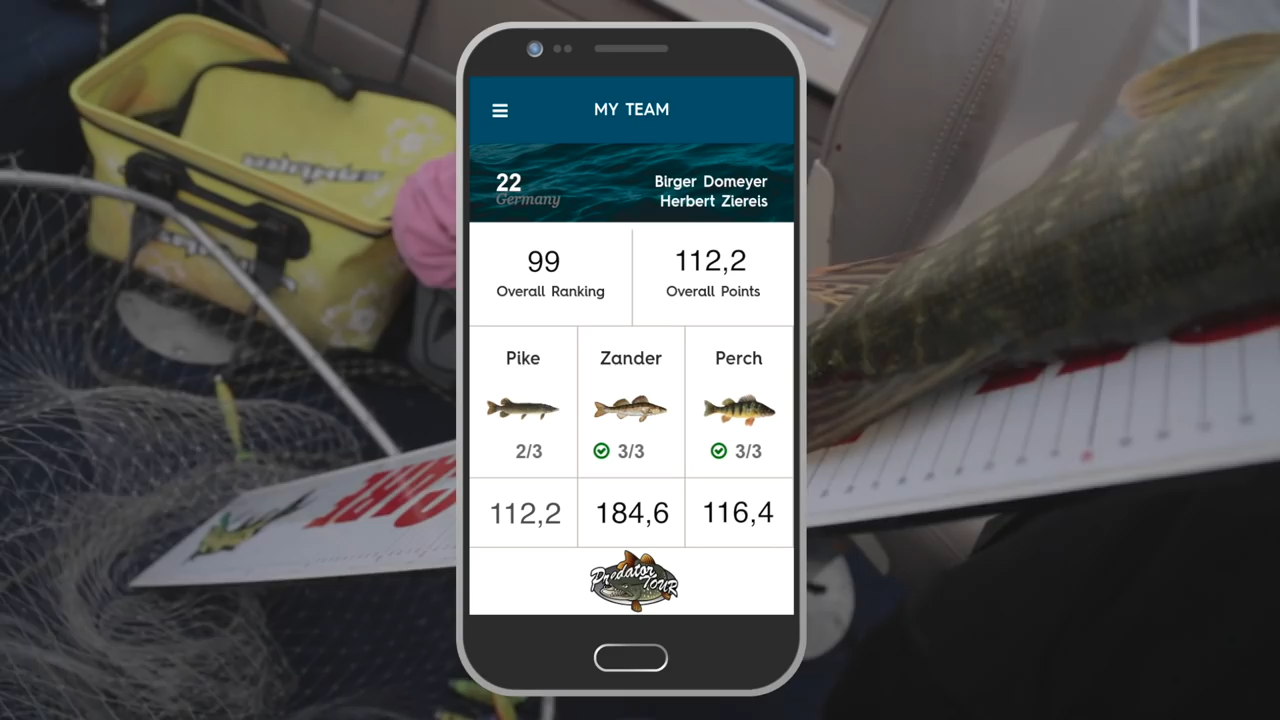 MY TEAM
22
Germany
Birger Domeyer
Herbert Ziereis
99
Overall Ranking
112,2
Overall Points
Pike
Zander
Perch
2/3
3/3
3/3
112,2
184,6
116,4
Predator
TOUR